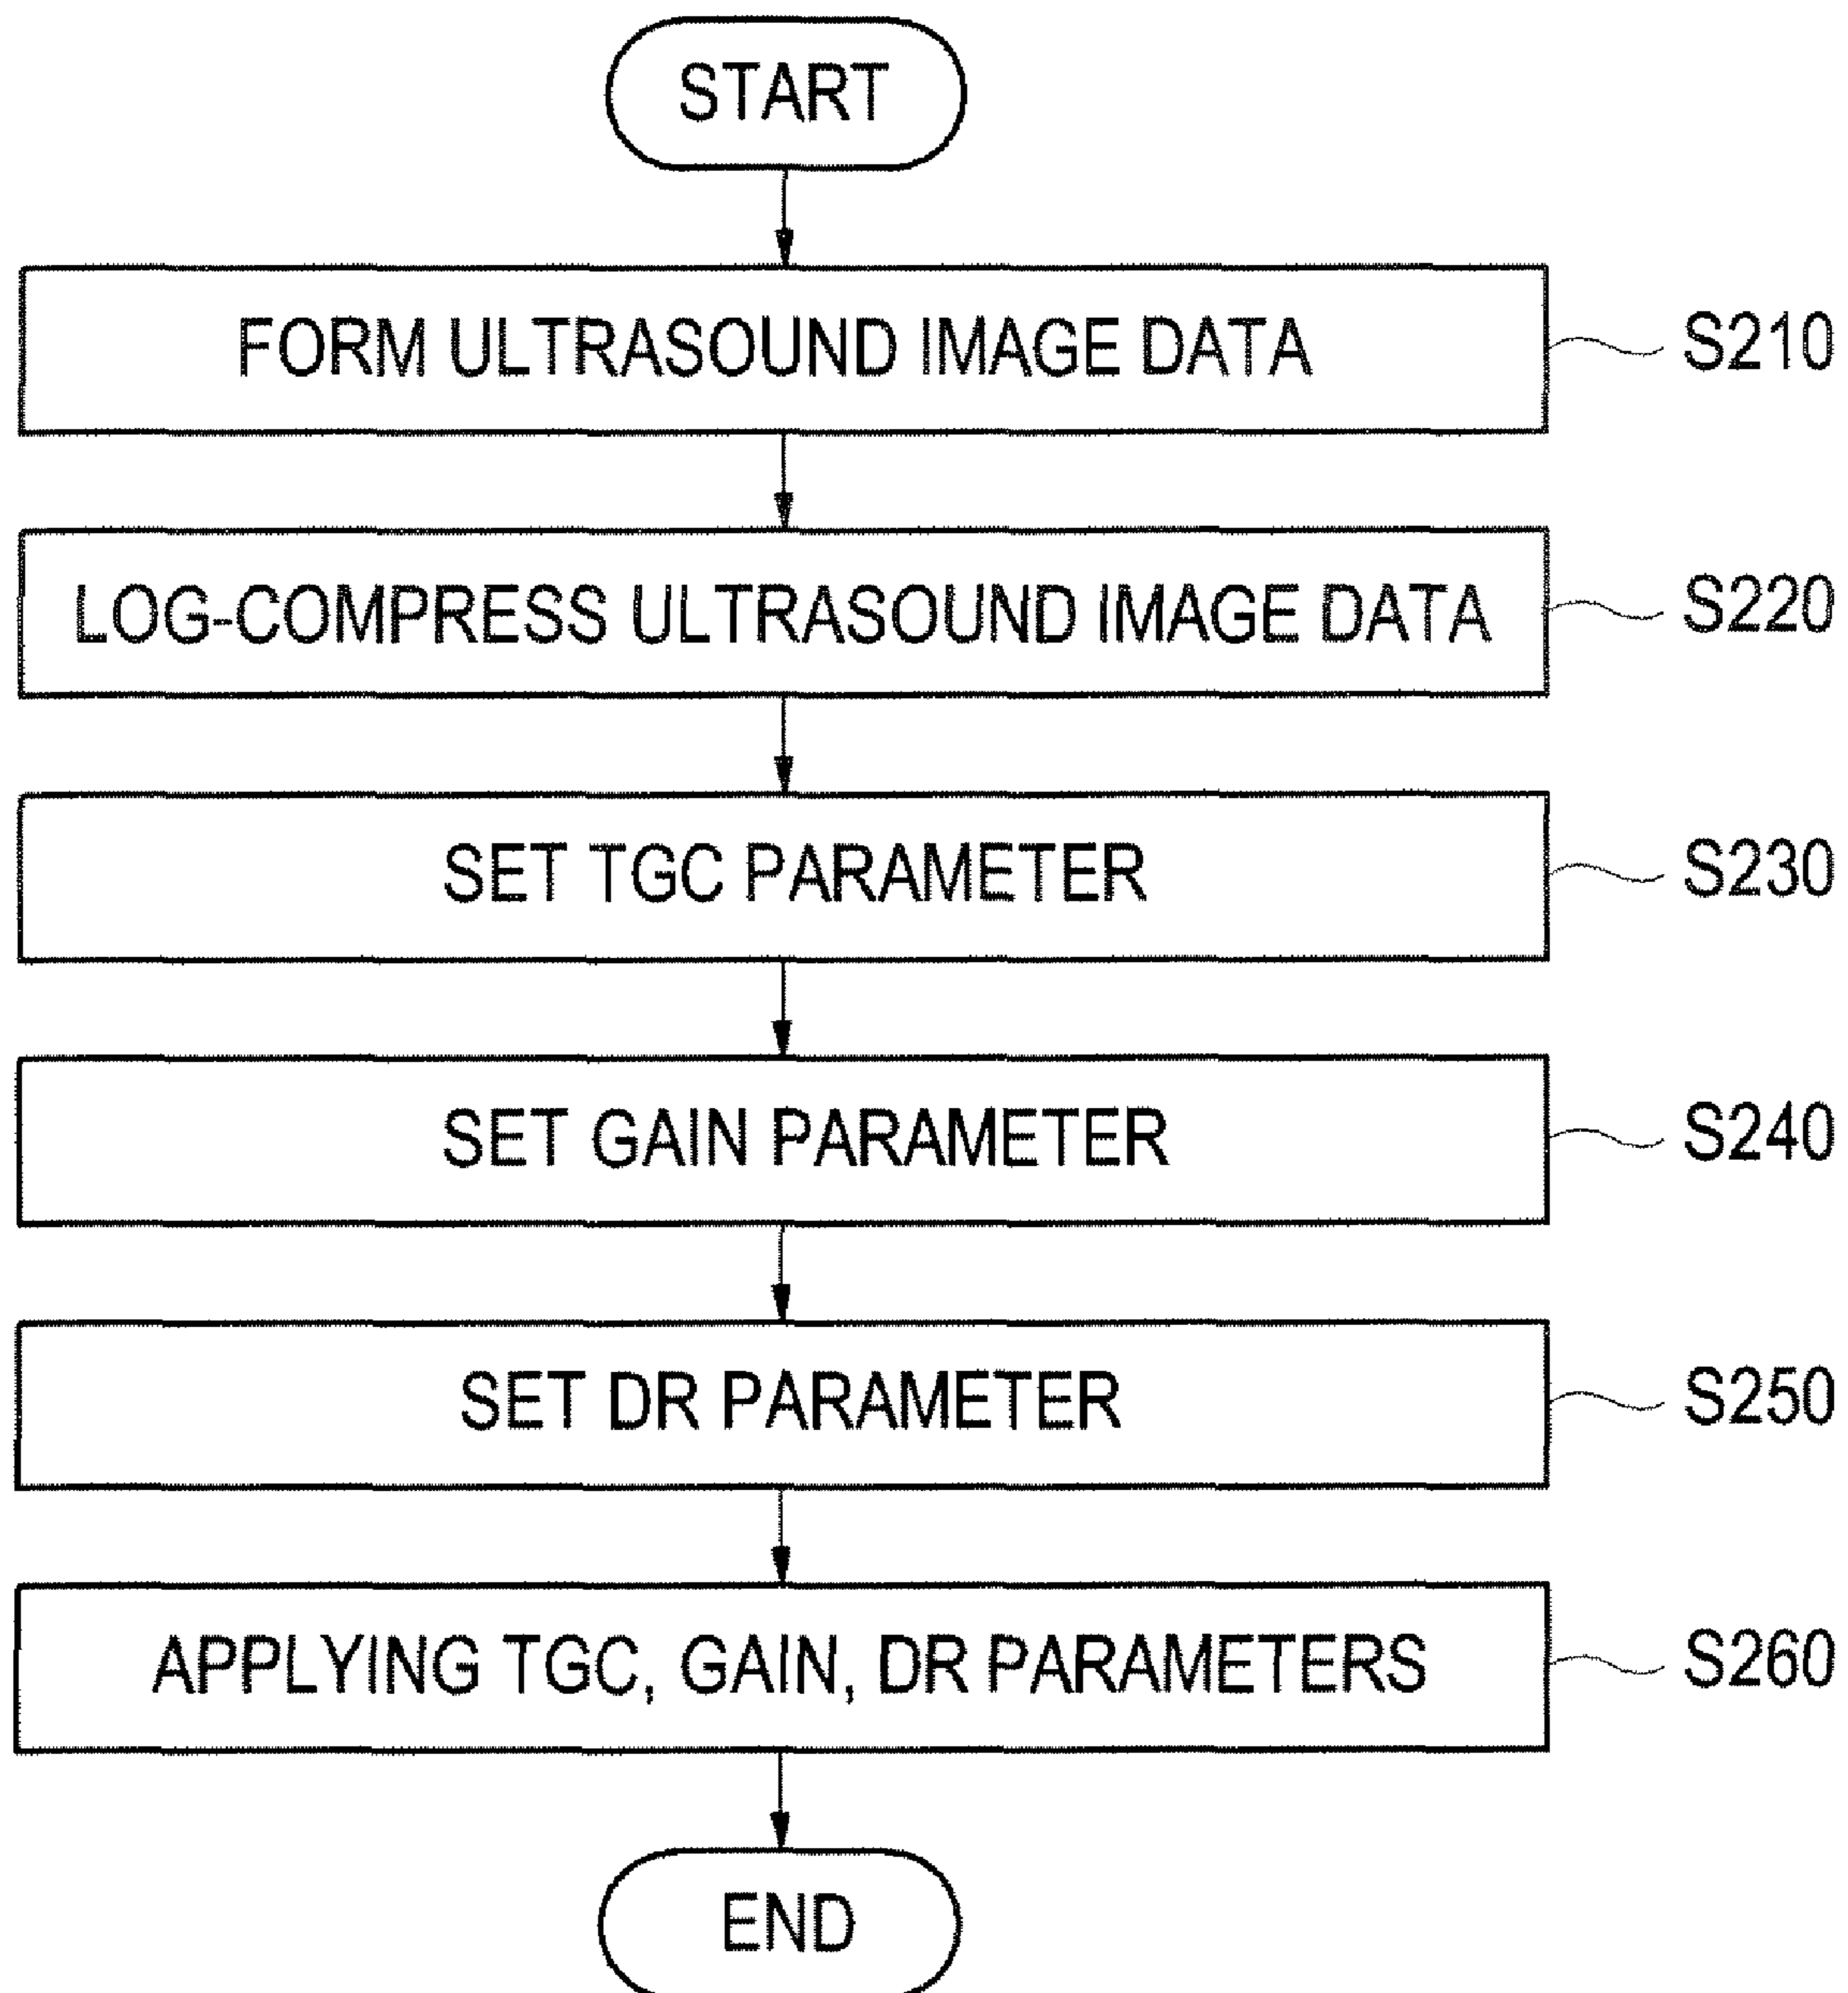 START
FORM ULTRASOUND IMAGE DATA S210
LOG-COMPRESS ULTRASOUND IMAGE DATA S220
SET TGC PARAMETER S230
SET GAIN PARAMETER S240
SET DR PARAMETER S250
APPLYING TGC, GAIN, DR PARAMETERS S260
END